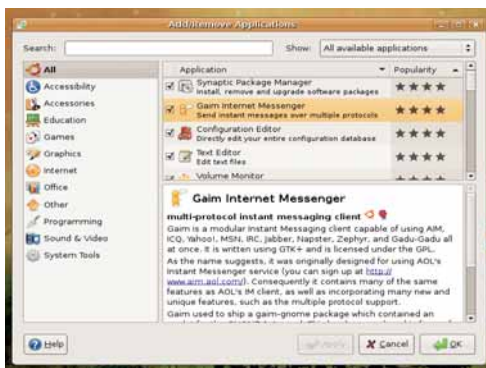 Add/Remove Applications
Search:
Show: All available applications
All
Accessibility
Accessories
Education
Games
Graphics
Internet
Office
Other
Programming
Sound & Video
System Tools
Application Popularity
Synaptic Package Manager
Install, remove and upgrade software packages
Gaim Internet Messenger
Send instant messages over multiple protocols
Configuration Editor
Directly edit your entire configuration database
Text Editor
Edit text files
Volume Monitor
Gaim Internet Messenger
multi-protocol instant messaging client
Gaim is a modular Instant Messaging client capable of using AIM,
ICQ, Yahoo!, MSN, IRC, Jabber, Napster, Zephyr, and Gadu-Gadu all
at once. It is written using GTK+ and is licensed under the GPL.
As the name suggests, it was originally designed for using AOL's
Instant Messenger service (you can sign up at http://
www.aim.aol.com/). Consequently it contains many of the same
features as AOL's IM client, as well as incorporating many new and
unique features, such as the multiple protocol support.
Gaim used to ship a gaim-gnome package which contained an
Help
Apply
Cancel
OK